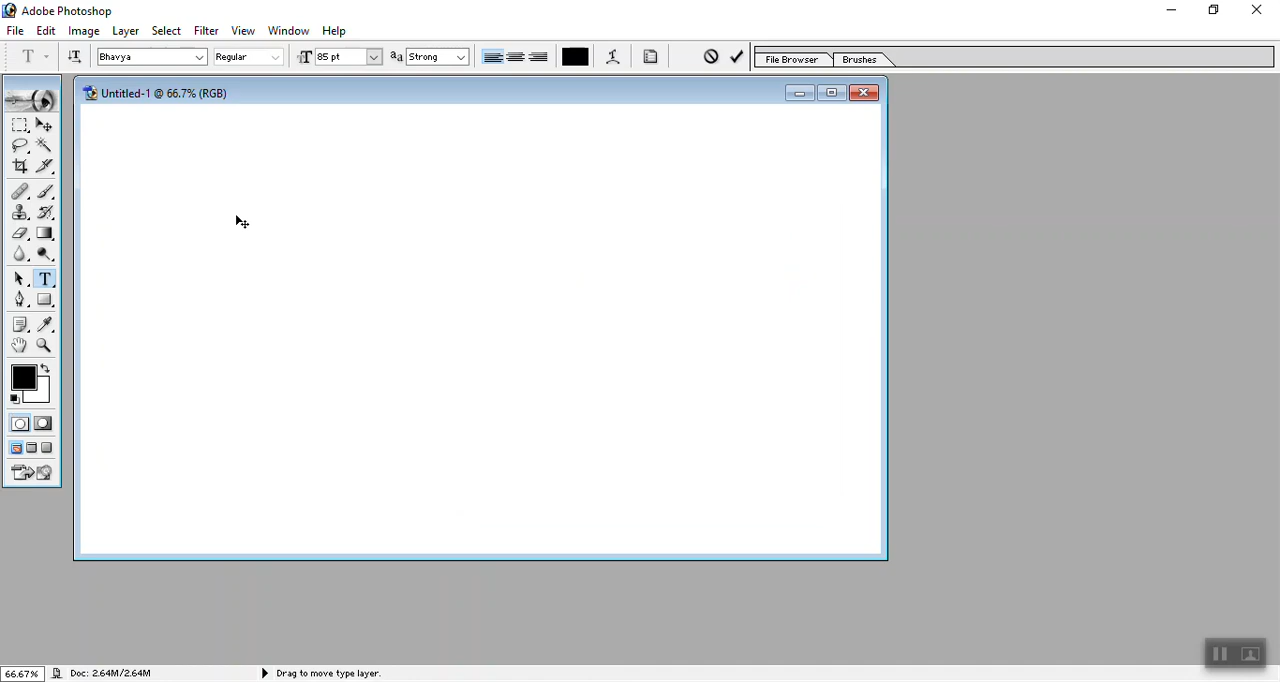 Adobe Photoshop
File Edit Image Layer Select Filter View Window Help
T T Bhavya Regular T 85 pt aa Strong File Browser Brushes
Untitled-1 @ 66.7% (RGB)
T
66.67% Doc: 2.64M/2.64M Drag to move type layer.